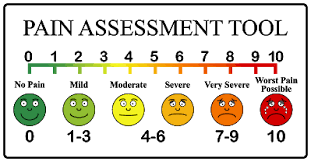 PAIN ASSESSMENT TOOL
0 1 2 3 4 5 6 7 8 9 10
No Pain Mild Moderate Severe Very Severe Worst Pain Possible
0 1-3 4-6 7-9 10